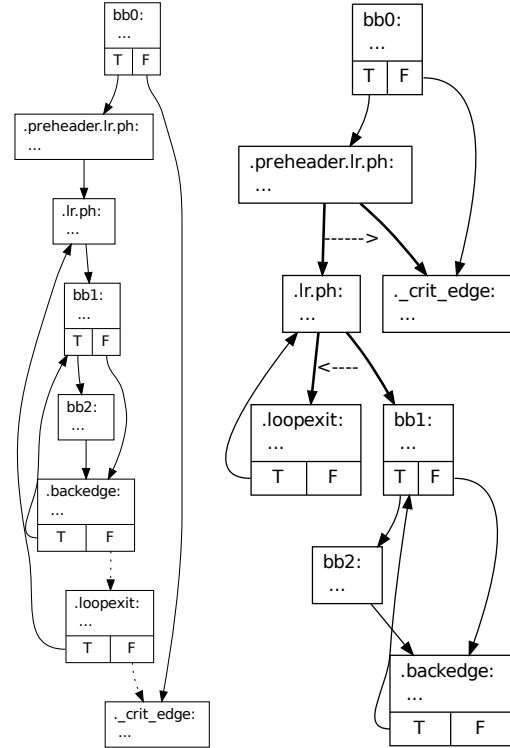 bb0:
...
T F
.preheader.lr.ph:
...
.lr.ph:
...
bb1:
...
T F
bb2:
...
.backedge:
...
T F
.loopexit:
...
T F
._crit_edge:
...
bb0:
...
T F
.preheader.lr.ph:
...
------>
.lr.ph:
...
._crit_edge:
...
<----
.loopexit:
...
T F
bb1:
...
T F
bb2:
...
.backedge:
...
T F